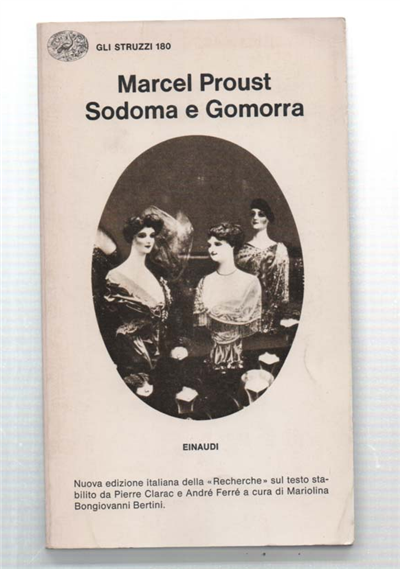 GLI STRUZZI 180
Marcel Proust
Sodoma e Gomorra
EINAUDI
Nuova edizione italiana della «Recherche» sul testo sta-
bilito da Pierre Clarac e André Ferré a cura di Mariolina
Bongiovanni Bertini.